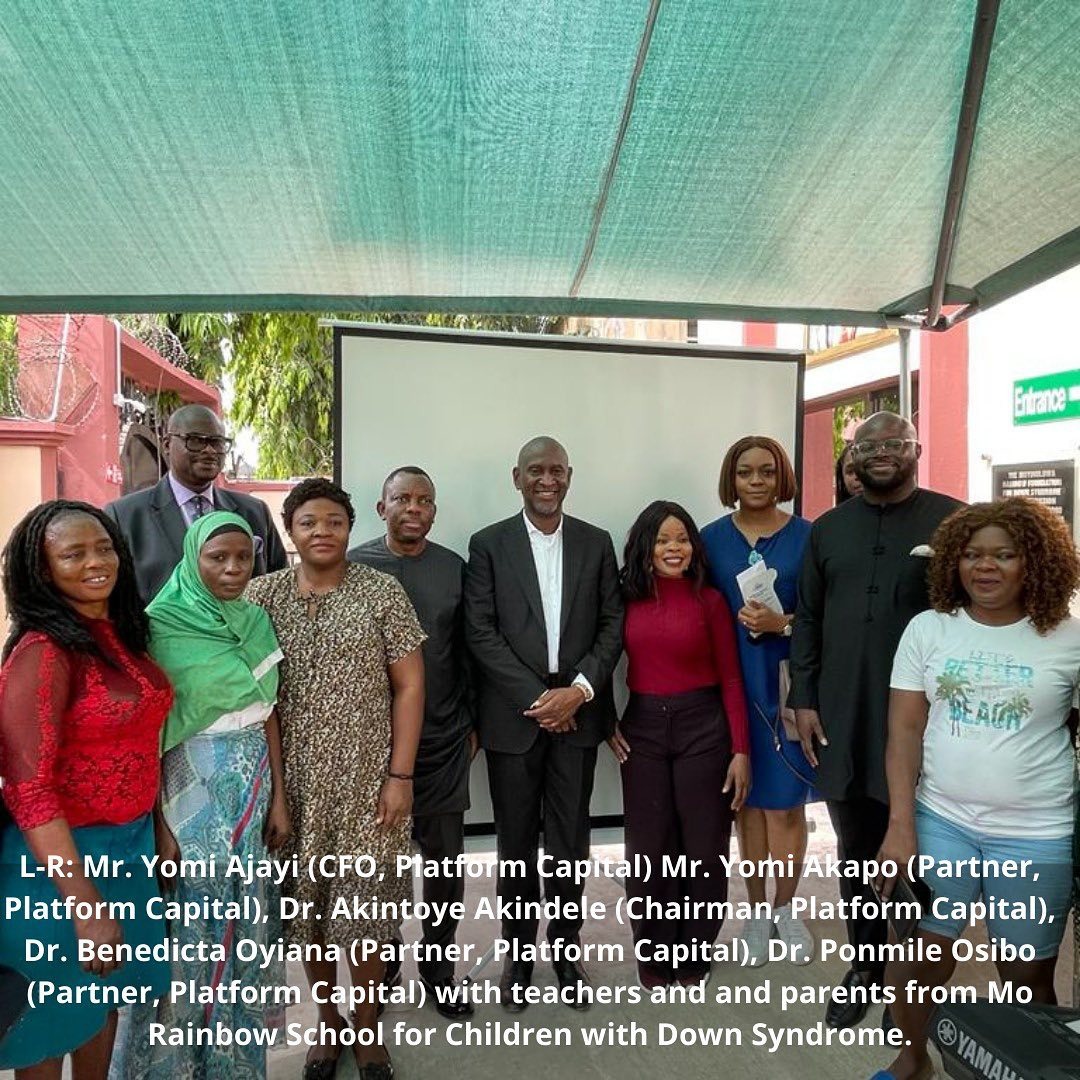 Entrance
L-R: Mr. Yomi Ajayi (CFO, Platform Capital) Mr. Yomi Akapo (Partner,
Platform Capital), Dr. Akintoye Akindele (Chairman, Platform Capital),
Dr. Benedicta Oyiana (Partner, Platform Capital), Dr. Ponmile Osibo
(Partner, Platform Capital) with teachers and and parents from Mo
Rainbow School for Children with Down Syndrome.
BETTER
BEACH
YAMAHA